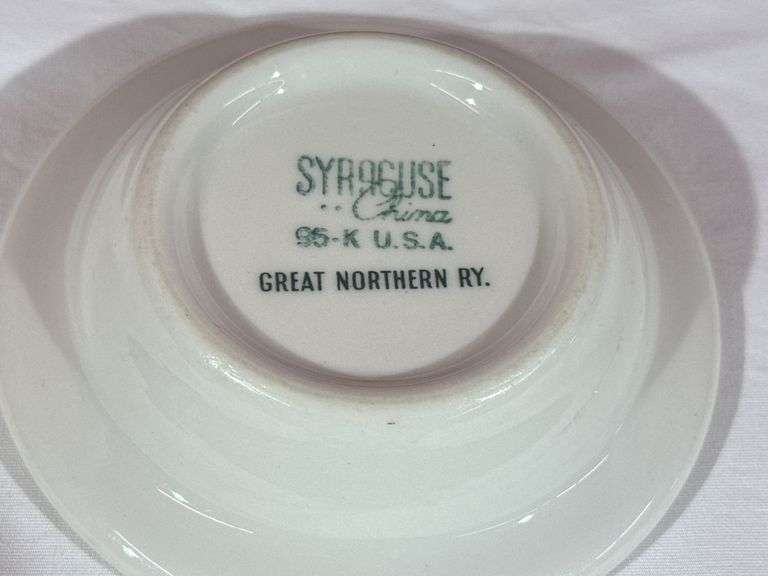 SYRACUSE
China
95-K U.S.A.
GREAT NORTHERN RY.